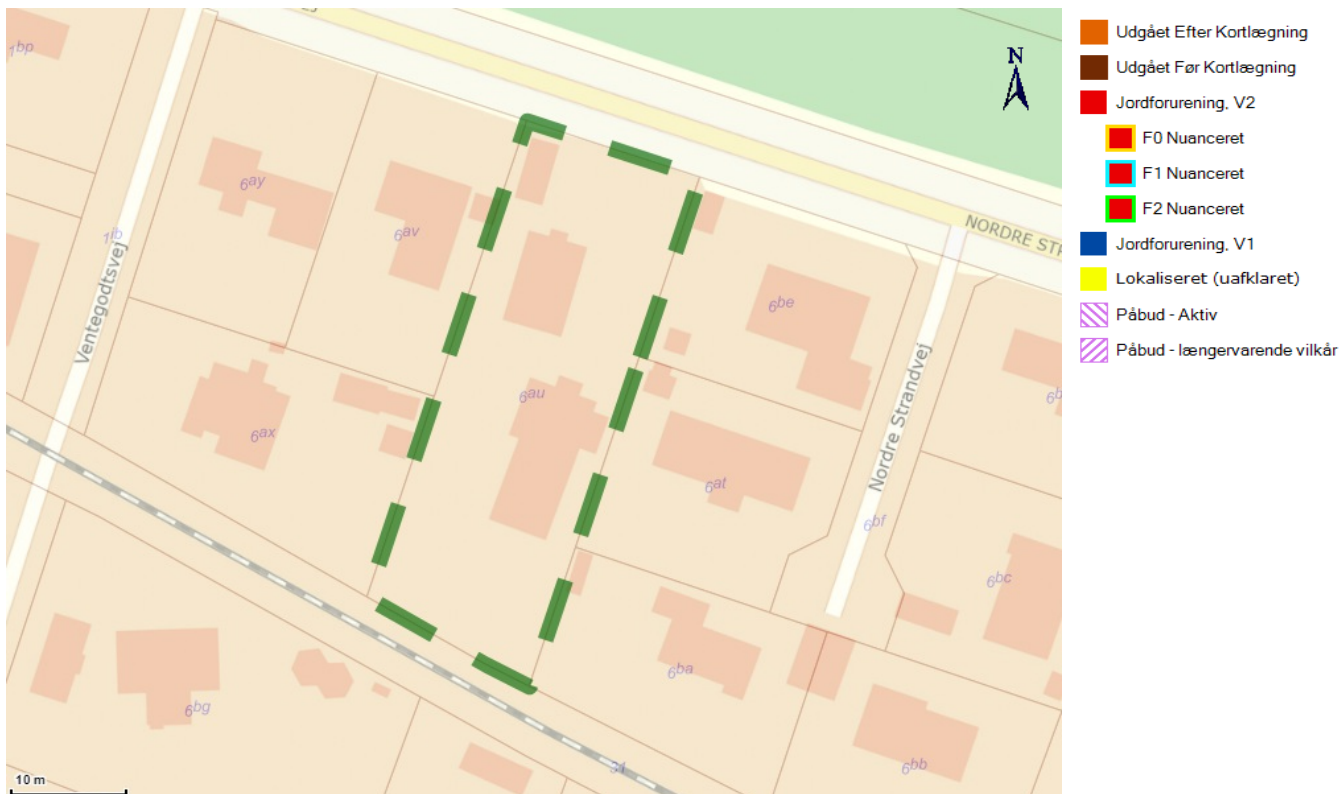 1bp
6ay
1ib
6av
N
NORDRE STR
6be
Ventegodtsvej
6ax
6au
6at
Nordre Strandvej
6bf
6bc
6bg
6ba
6bb
31
10 m
Udgået Efter Kortlægning
Udgået Før Kortlægning
Jordforurening, V2
F0 Nuanceret
F1 Nuanceret
F2 Nuanceret
Jordforurening, V1
Lokaliseret (uafklaret)
Påbud - Aktiv
Påbud - længervarende vilkår